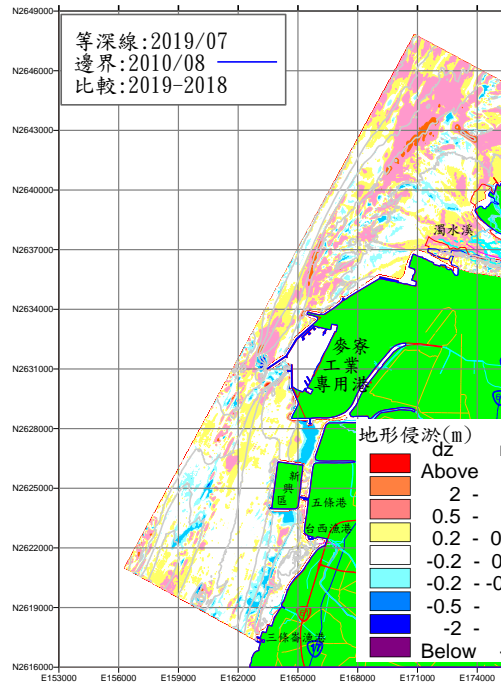 等深線:2019/07
邊界:2010/08
比較:2019-2018
N2649000
N2646000
N2643000
N2640000
N2637000
N2634000
N2631000
N2628000
N2625000
N2622000
N2619000
N2616000
E153000
E156000
E159000
E162000
E165000
E168000
E171000
E174000
濁水溪
麥寮
工業
專用港
新興區
五條港
台西漁港
三條崙漁港
17
地形侵淤(m)
dz
Above
2 -
0.5 -
0.2 - 0
-0.2 - 0
-0.2 - -0
-0.5 -
-2 -
Below -